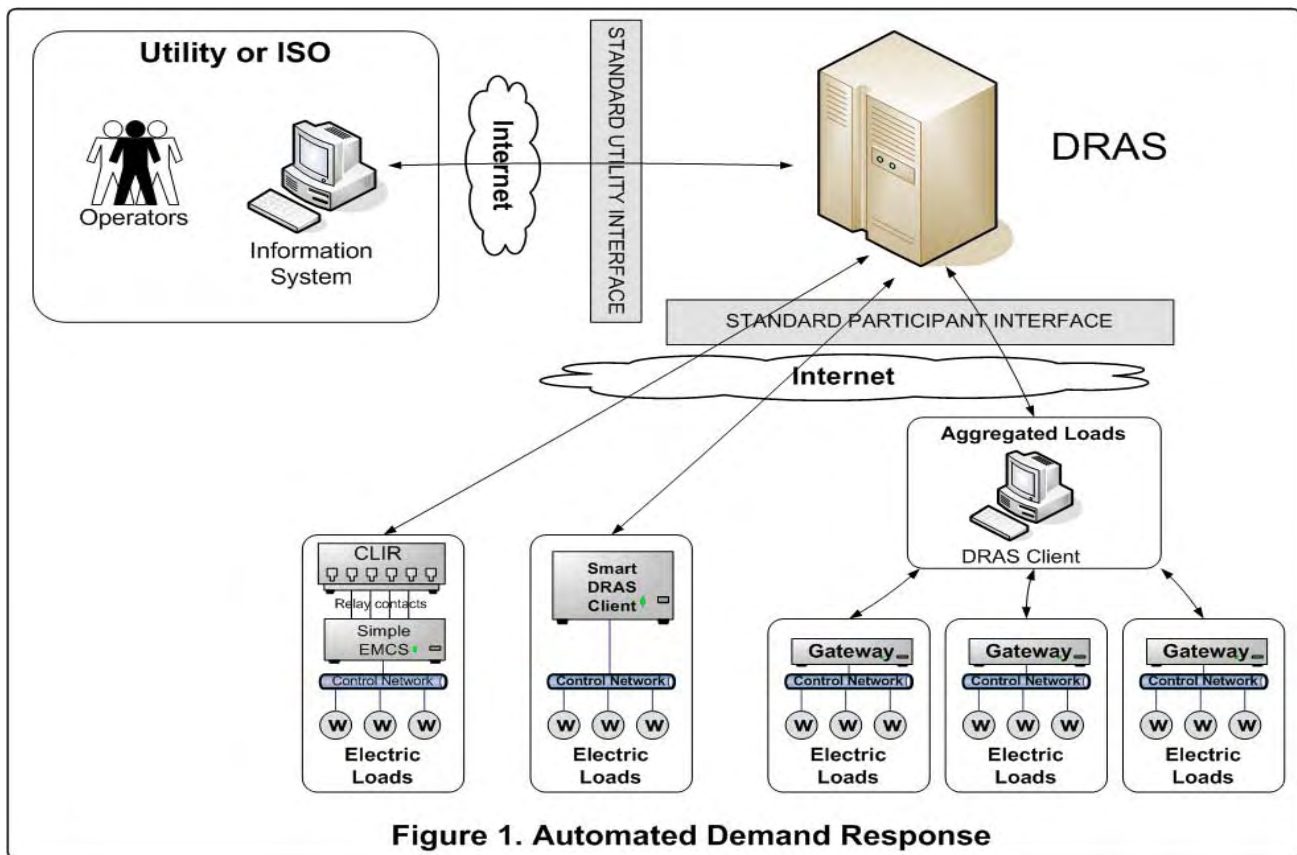 Utility or ISO
Operators
Information
System
Internet
STANDARD UTILITY INTERFACE
DRAS
STANDARD PARTICIPANT INTERFACE
Internet
Aggregated Loads
DRAS Client
CLIR
Relay contacts
Simple
EMCS
Control Network
W W W
Electric
Loads
Smart
DRAS
Client
Control Network
W W W
Electric
Loads
Gateway
Control Network
W W W
Electric
Loads
Gateway
Control Network
W W W
Electric
Loads
Gateway
Control Network
W W W
Electric
Loads
Figure 1. Automated Demand Response